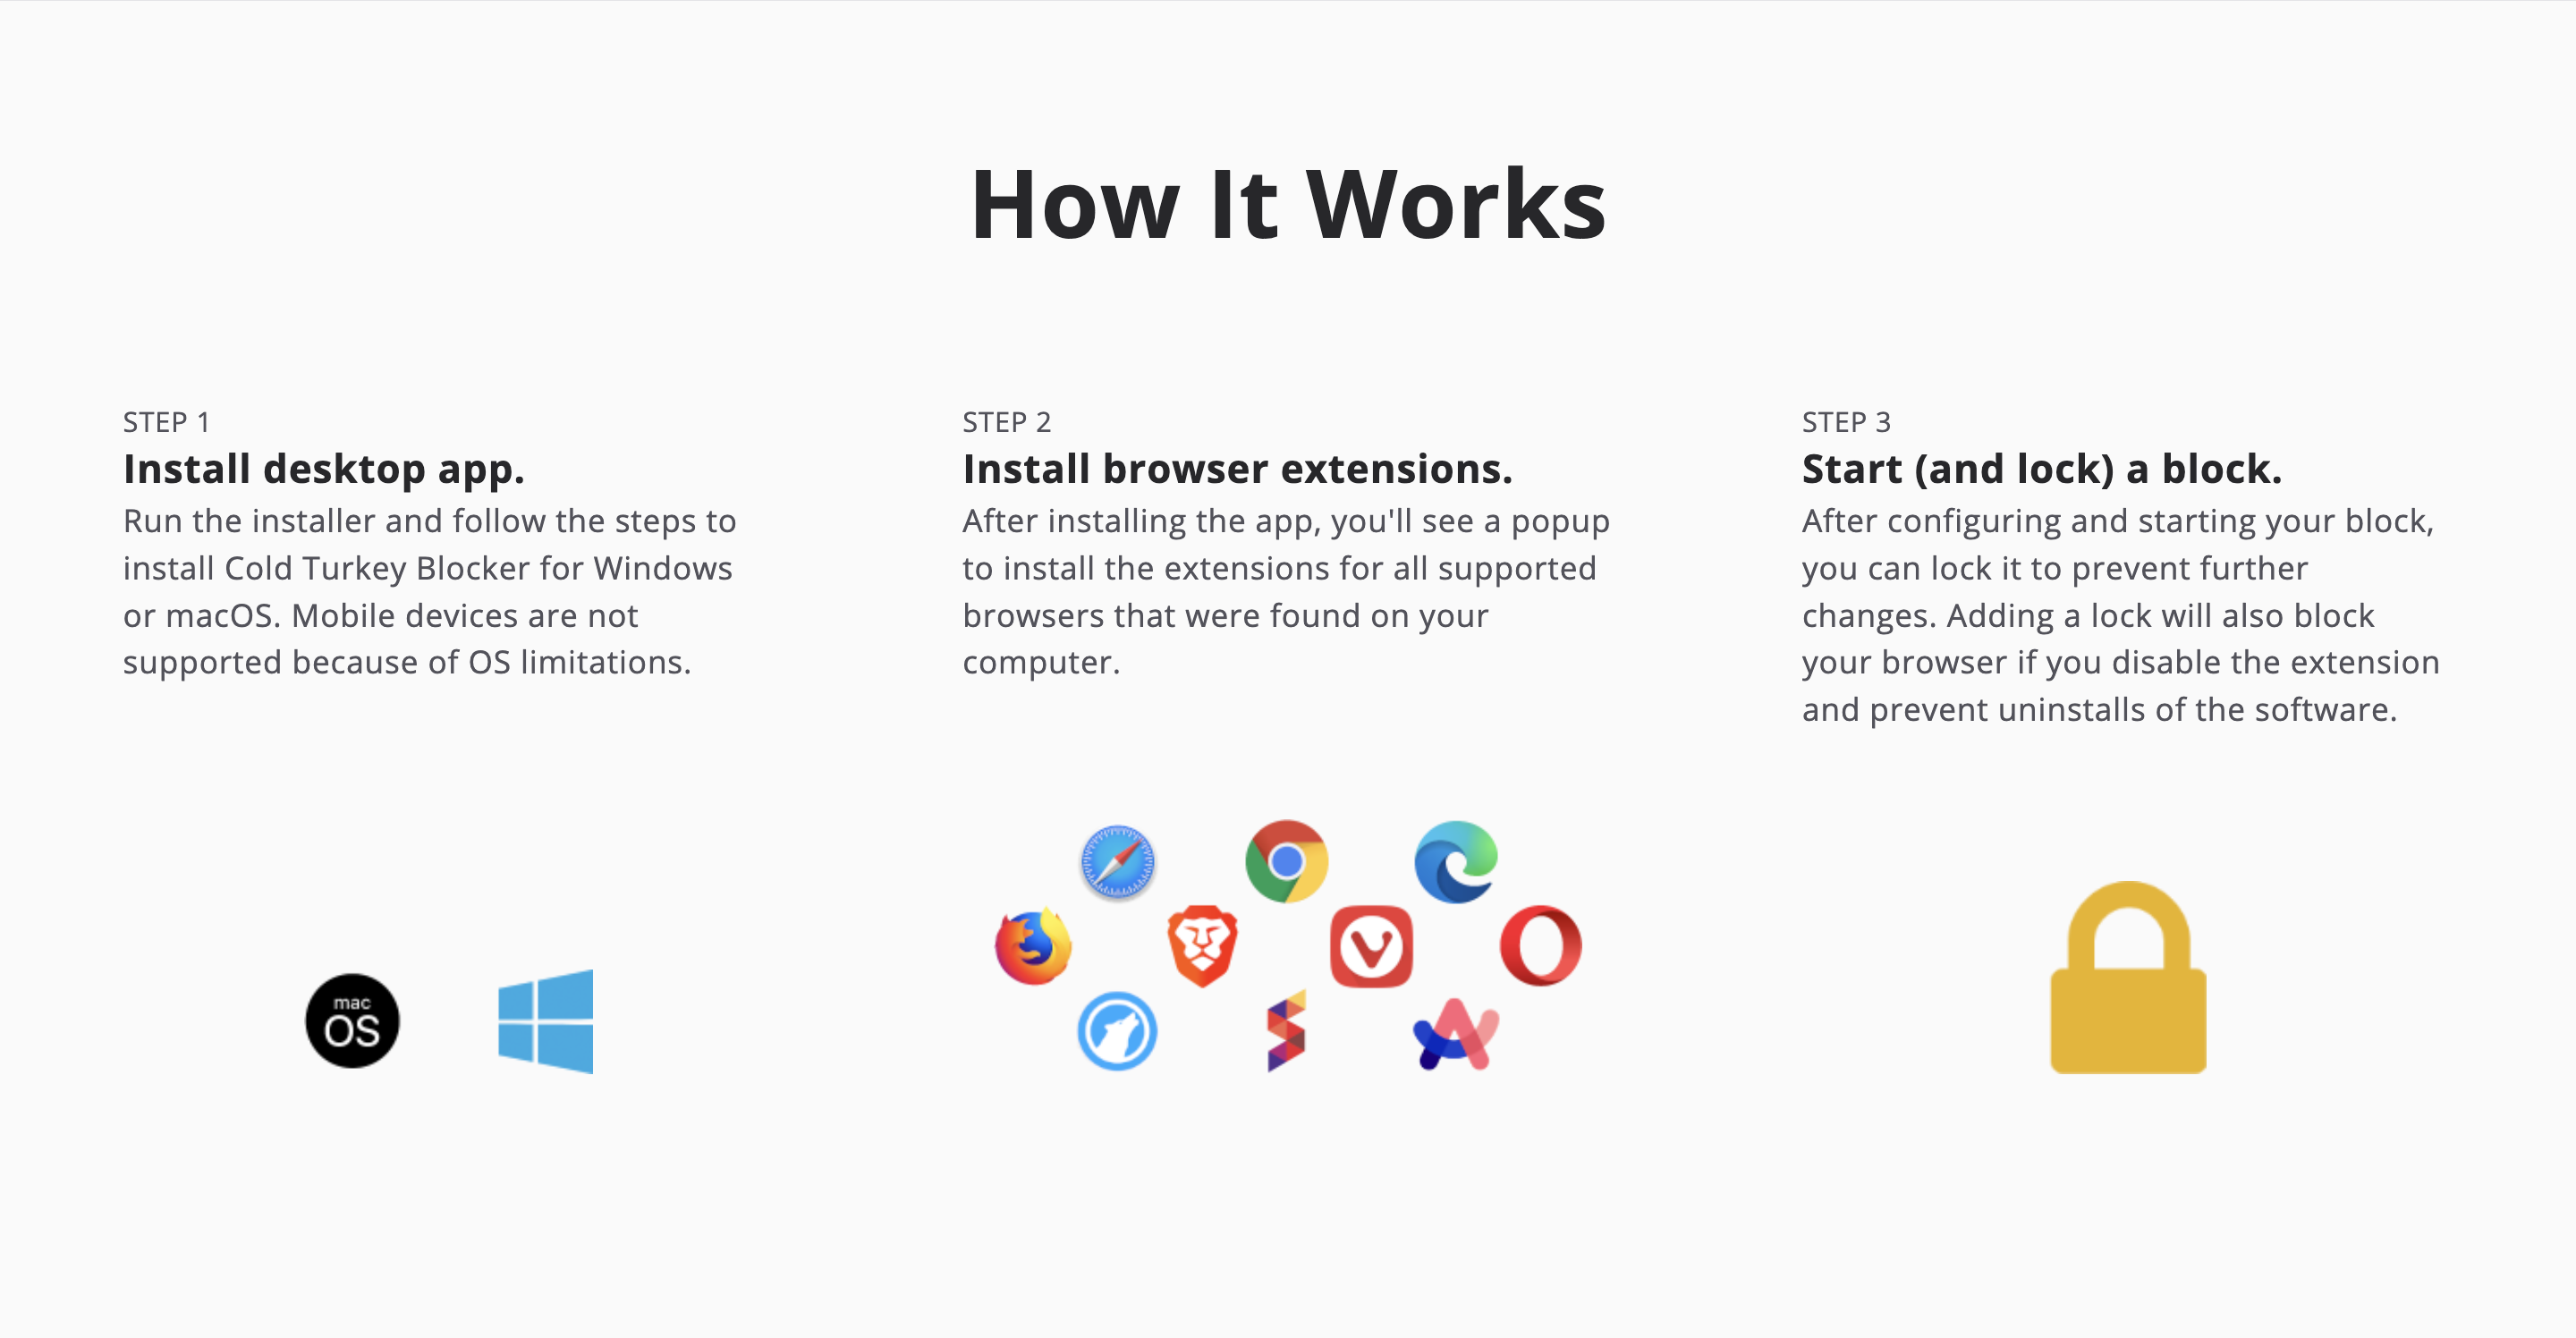 How It Works
STEP 1
Install desktop app.
Run the installer and follow the steps to
install Cold Turkey Blocker for Windows
or macOS. Mobile devices are not
supported because of OS limitations.
STEP 2
Install browser extensions.
After installing the app, you'll see a popup
to install the extensions for all supported
browsers that were found on your
computer.
STEP 3
Start (and lock) a block.
After configuring and starting your block,
you can lock it to prevent further
changes. Adding a lock will also block
your browser if you disable the extension
and prevent uninstalls of the software.
mac
OS